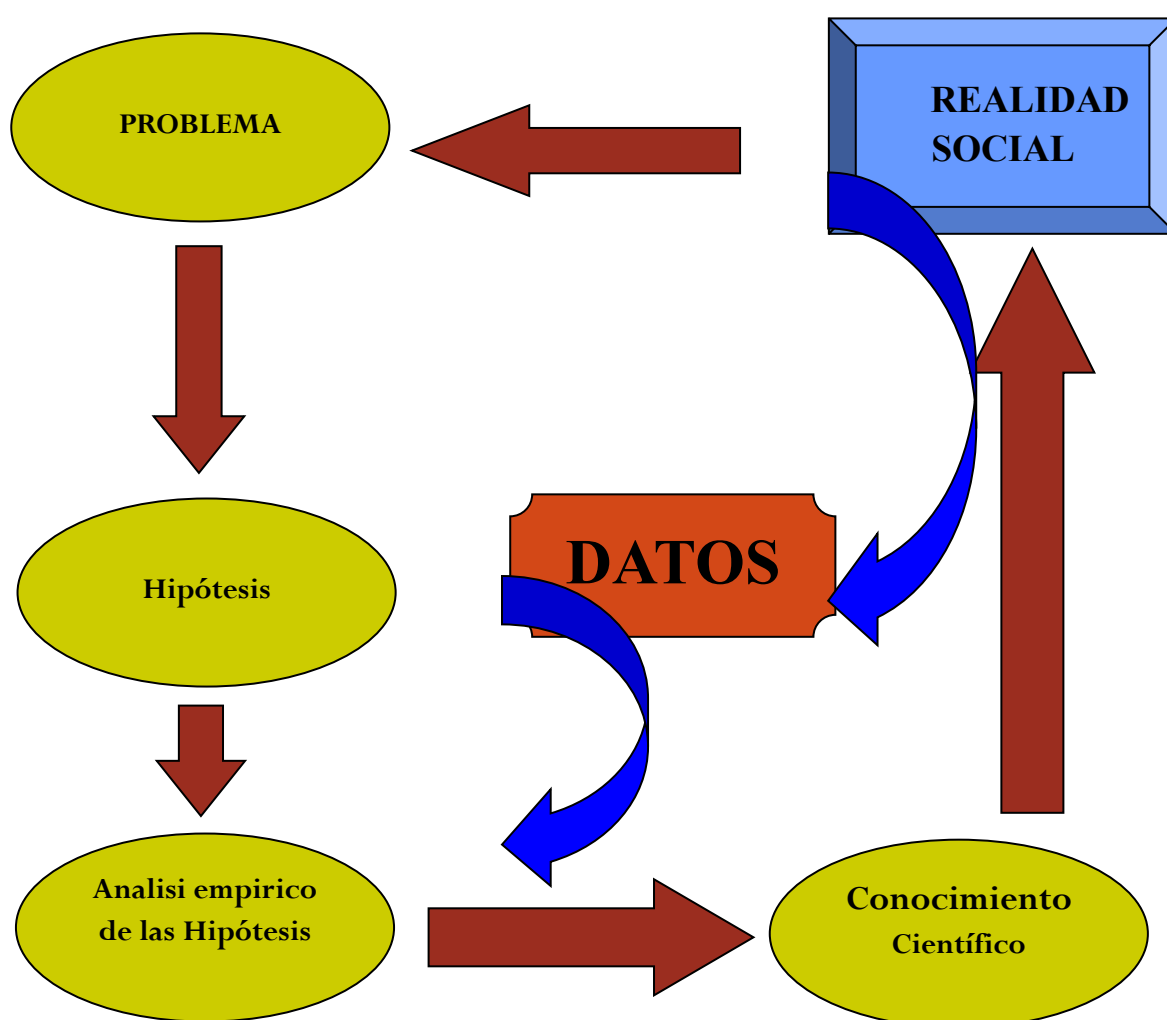 PROBLEMA
REALIDAD
SOCIAL
DATOS
Hipótesis
Analisi empirico
de las Hipótesis
Conocimiento
Científico